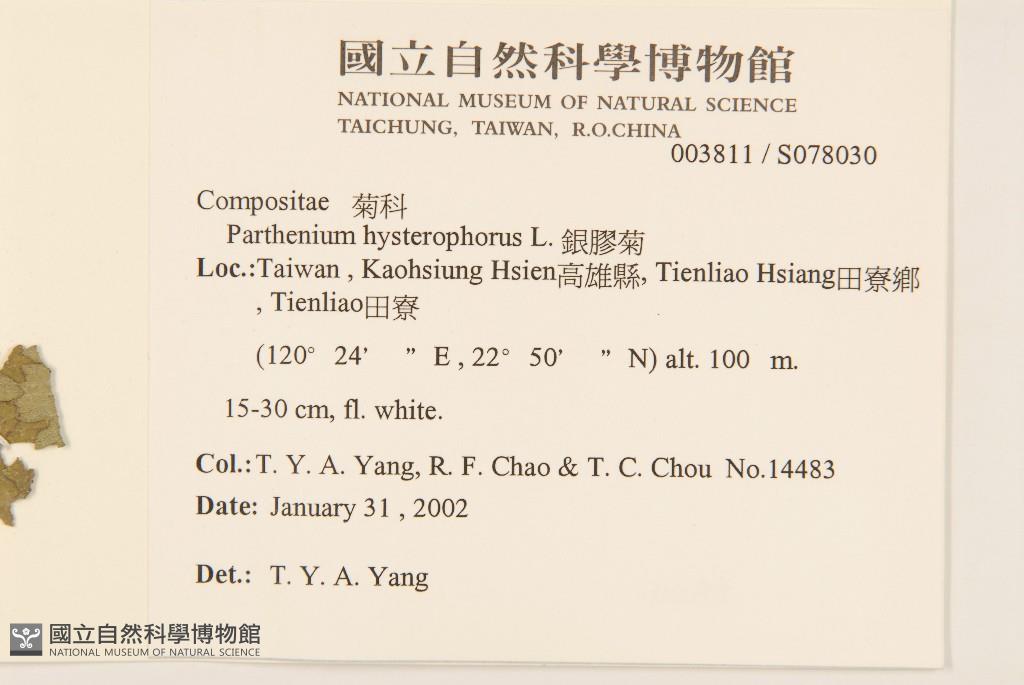 國立自然科學博物館
NATIONAL MUSEUM OF NATURAL SCIENCE
TAICHUNG, TAIWAN, R.O.CHINA
003811 / S078030
Compositae 菊科
Parthenium hysterophorus L. 銀膠菊
Loc.:Taiwan , Kaohsiung Hsien高雄縣, Tienliao Hsiang田寮鄉
, Tienliao田寮
(120° 24' " E , 22° 50' " N) alt. 100 m.
15-30 cm, fl. white.
Col.: T. Y. A. Yang, R. F. Chao & T. C. Chou No.14483
Date: January 31 , 2002
Det.: T. Y. A. Yang
國立自然科學博物館
NATIONAL MUSEUM OF NATURAL SCIENCE